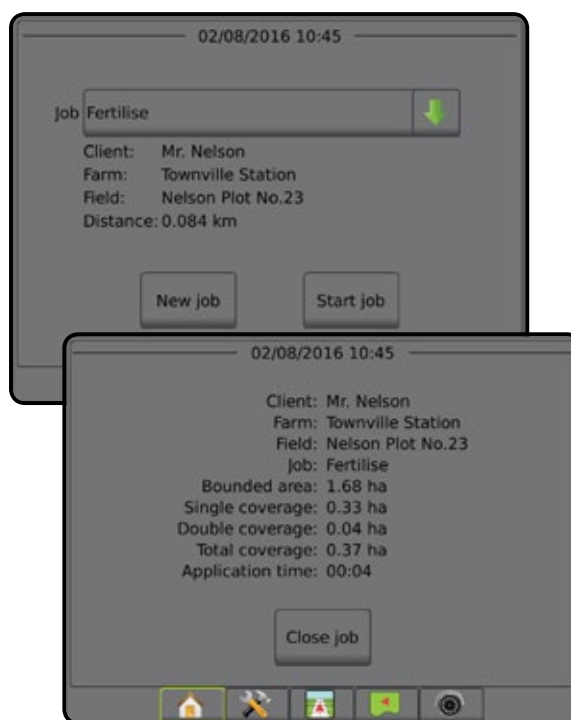 02/08/2016 10:45
Job Fertilise
Client: Mr. Nelson
Farm: Townville Station
Field: Nelson Plot No.23
Distance: 0.084 km
New job Start job
02/08/2016 10:45
Client: Mr. Nelson
Farm: Townville Station
Field: Nelson Plot No.23
Job: Fertilise
Bounded area: 1.68 ha
Single coverage: 0.33 ha
Double coverage: 0.04 ha
Total coverage: 0.37 ha
Application time: 00:04
Close job